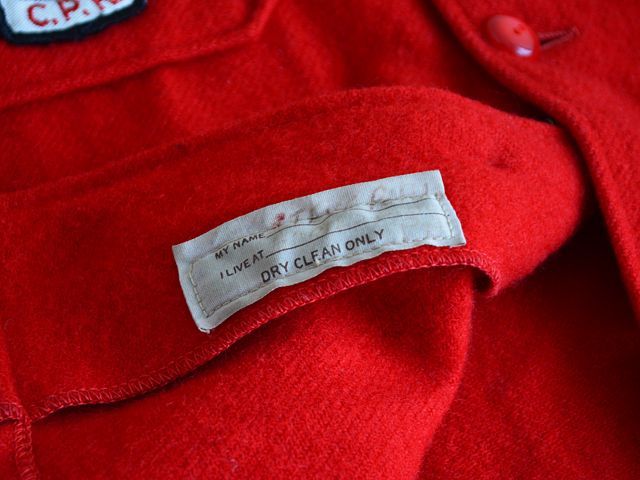 C.P.R.
MY NAME
I LIVE AT
DRY CLEAN ONLY